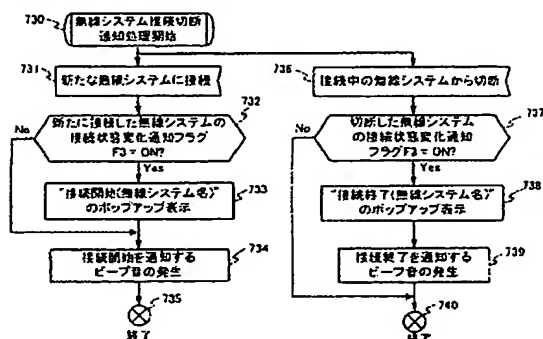 730
無線システム接続切断
通知処理開始
731
新たな無線システムに接続
732
新たに接続した無線システムの
接続状態変化通知フラグ
F3 = ON?
No
Yes
733
"接続開始(無線システム名)"
のポップアップ表示
734
接続開始を通知する
ビープ音の発生
735
終了
736
接続中の無線システムから切断
737
切断した無線システム
の接続状態変化通知
フラグF3 = ON?
No
Yes
738
"接続終了(無線システム名)"
のポップアップ表示
739
接続終了を通知する
ビープ音の発生
740
終了